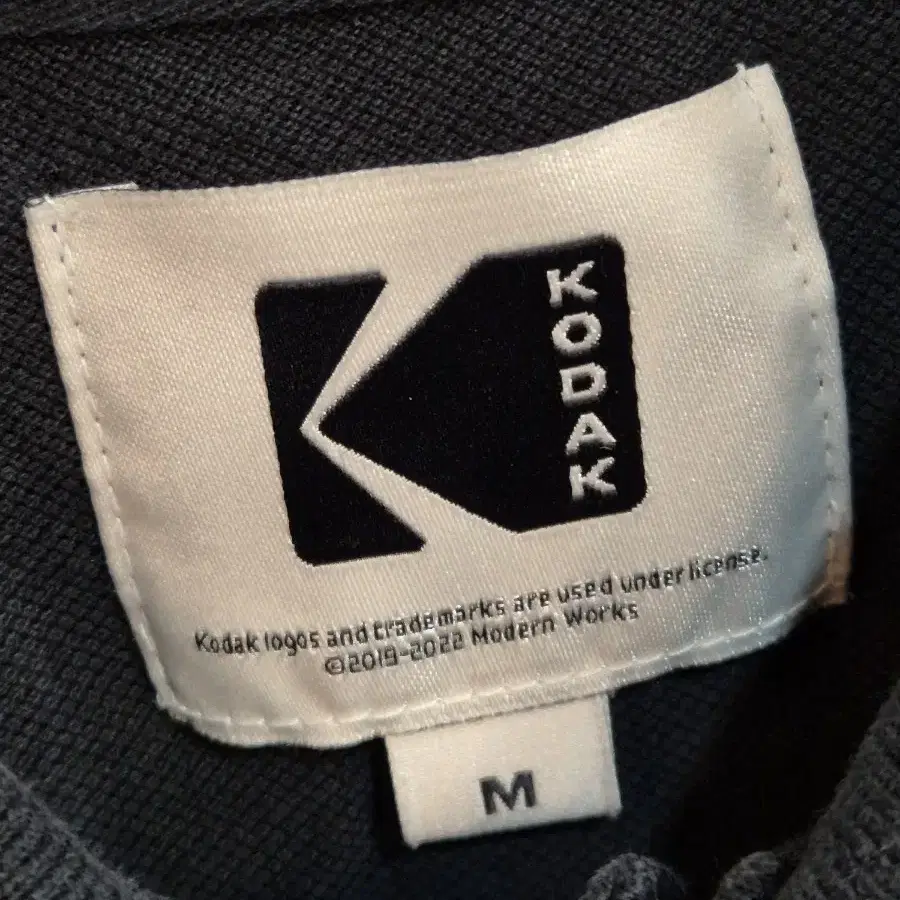 KODAK
Kodak logos and trademarks are used under license.
©2019-2022 Modern Works
M